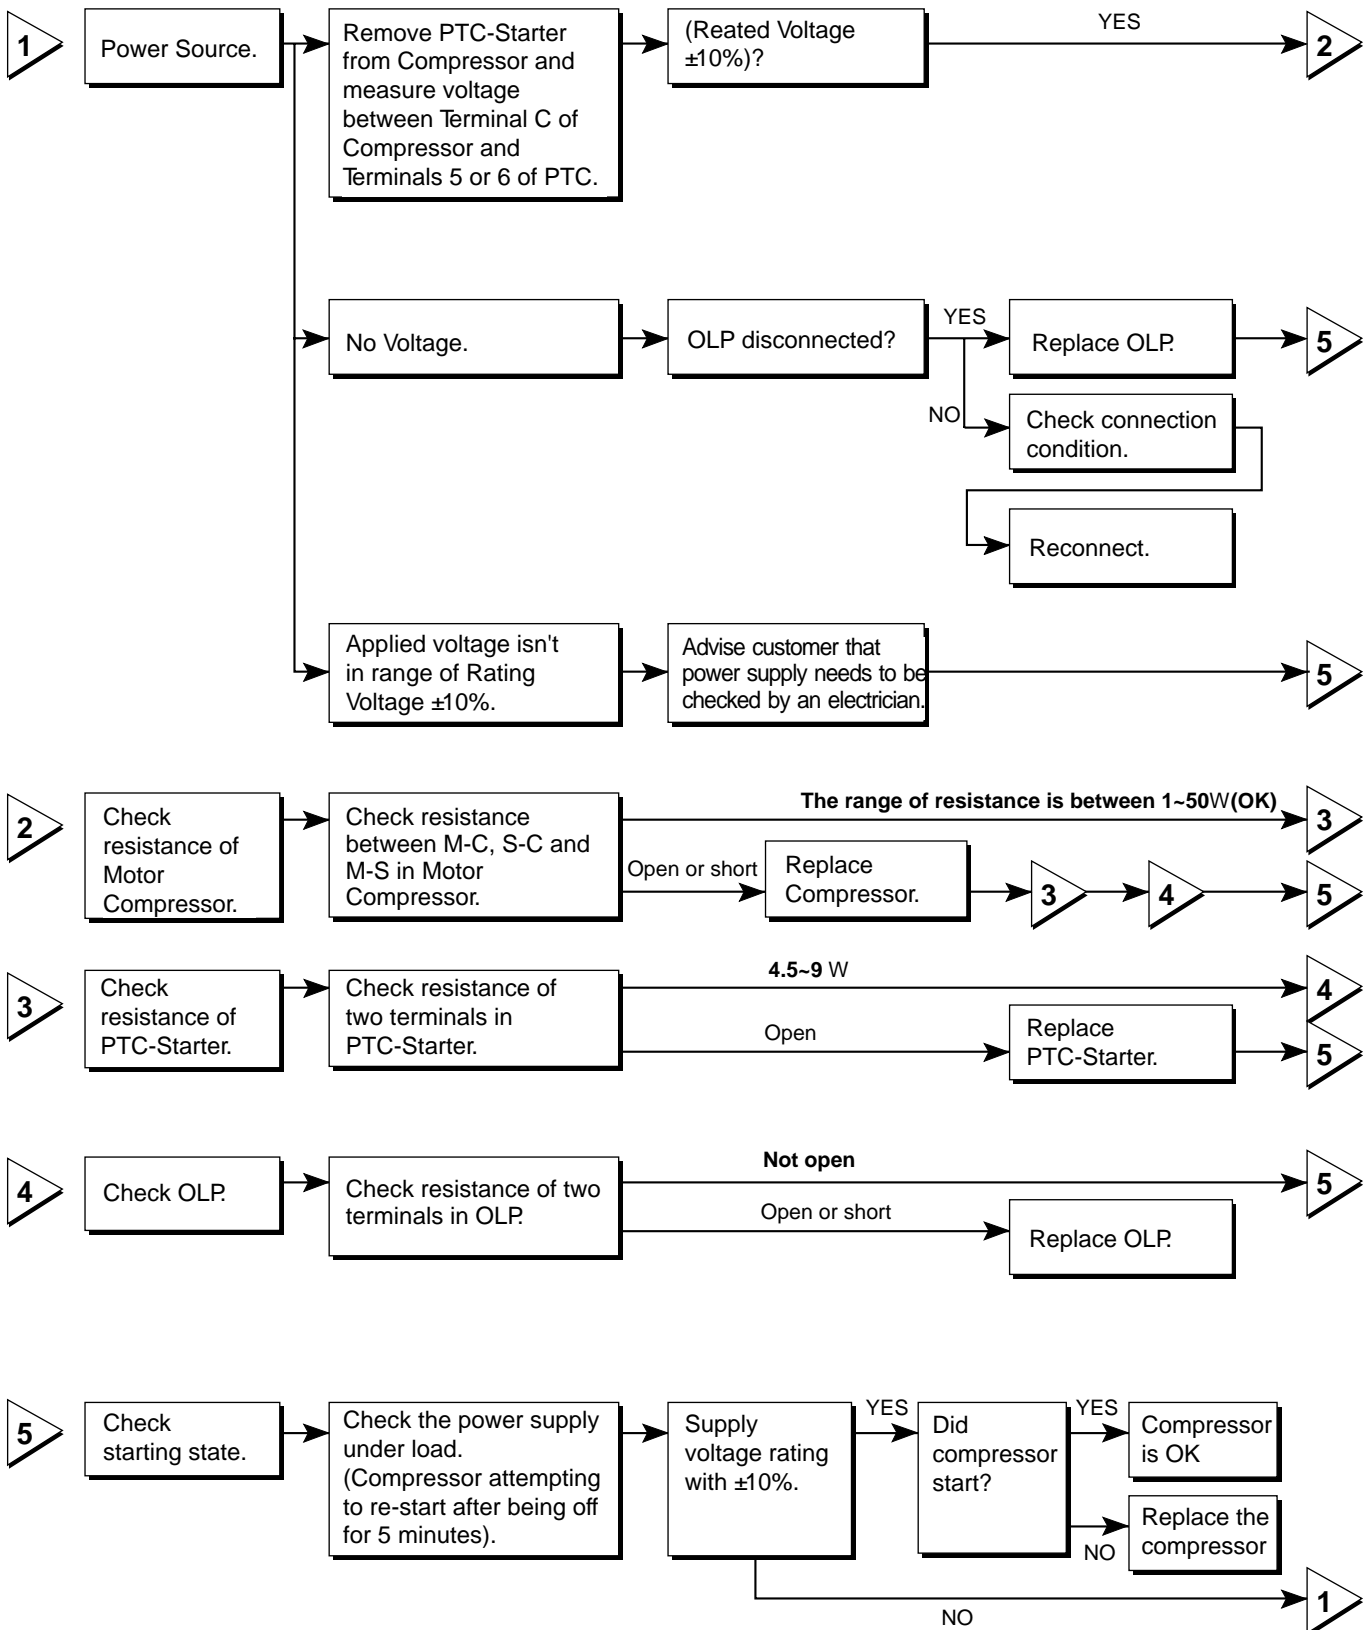 1
Power Source.
Remove PTC-Starter
from Compressor and
measure voltage
between Terminal C of
Compressor and
Terminals 5 or 6 of PTC.
(Reated Voltage
±10%)?
YES
2
No Voltage.
OLP disconnected?
YES
Replace OLP.
5
NO
Check connection
condition.
Reconnect.
Applied voltage isn't
in range of Rating
Voltage ±10%.
Advise customer that
power supply needs to be
checked by an electrician.
5
2
Check
resistance of
Motor
Compressor.
Check resistance
between M-C, S-C and
M-S in Motor
Compressor.
The range of resistance is between 1~50W(OK)
3
Open or short
Replace
Compressor.
3
4
5
3
Check
resistance of
PTC-Starter.
Check resistance of
two terminals in
PTC-Starter.
4.5~9 W
4
Open
Replace
PTC-Starter.
5
4
Check OLP.
Check resistance of two
terminals in OLP.
Not open
5
Open or short
Replace OLP.
5
Check
starting state.
Check the power supply
under load.
(Compressor attempting
to re-start after being off
for 5 minutes).
Supply
voltage rating
with ±10%.
YES
Did
compressor
start?
YES
Compressor
is OK
NO
Replace the
compressor
NO
1